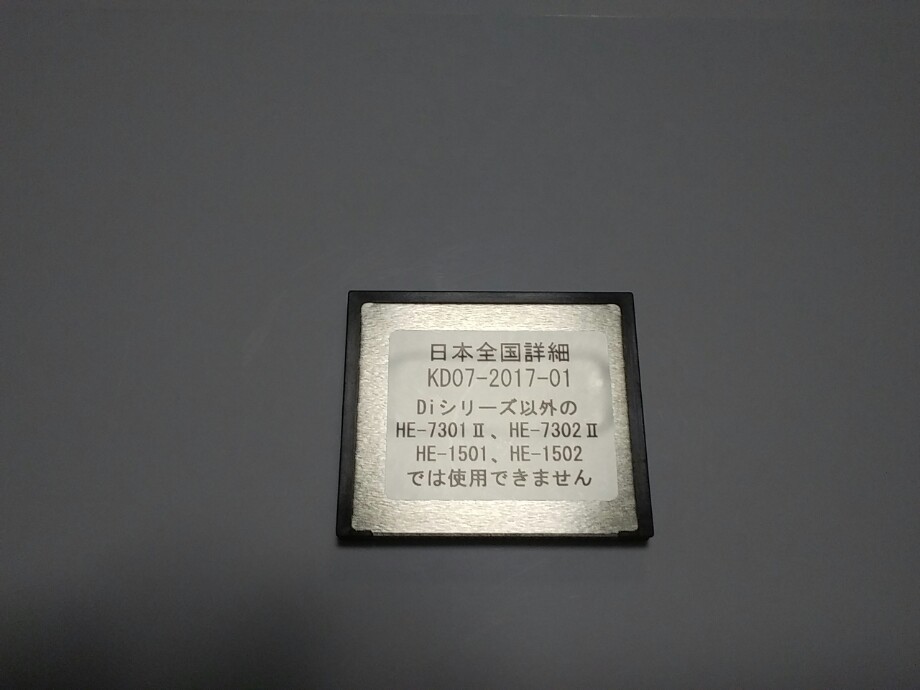 日本全国詳細
KD07-2017-01
Diシリーズ以外の
HE-7301Ⅱ、HE-7302Ⅱ
HE-1501、HE-1502
では使用できません